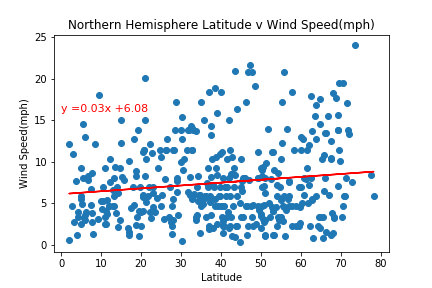 Northern Hemisphere Latitude v Wind Speed(mph)
25
20
15
10
5
0
Wind Speed(mph)
y =0.03x +6.08
0 10 20 30 40 50 60 70 80
Latitude